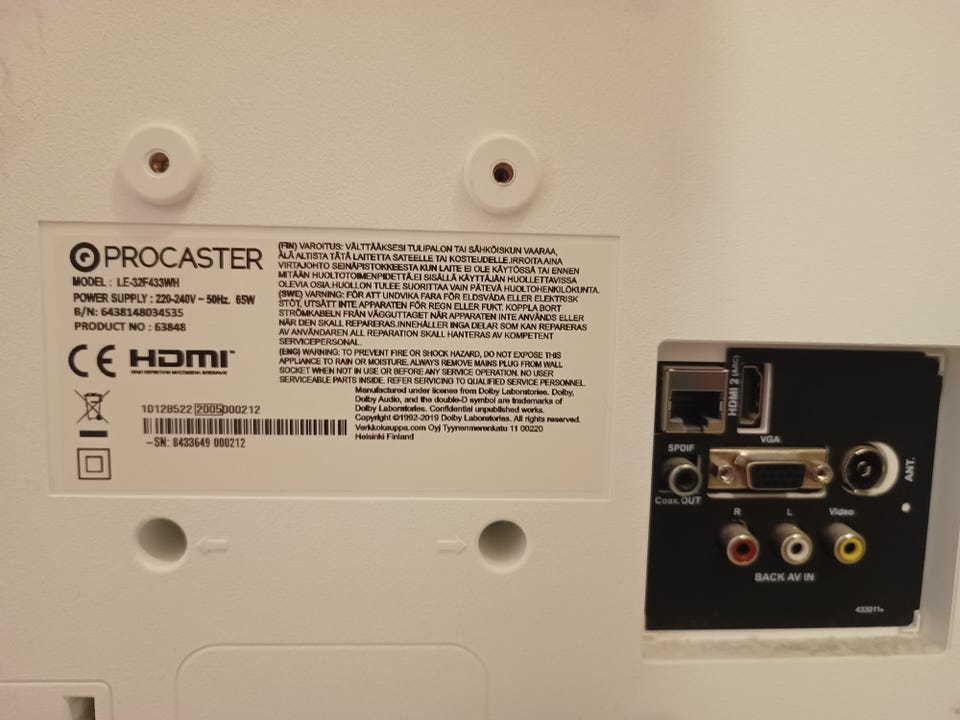 PROCASTER
MODEL : LE-32F433WH
POWER SUPPLY : 220-240V ~ 50Hz. 65W
B/N: 6438148034535
PRODUCT NO : 63848
CE HDMI™
HIGH DEFINITION MULTIMEDIA INTERFACE
10128522 2005000212
–SN: 8433649 000212
(FIN) VAROITUS: VÄLTTÄÄKSESI TULIPALON TAI SÄHKÖISKUN VAARAA,
ÄLÄ ALTISTA TÄTÄ LAITETTA SATEELLE TAI KOSTEUDELLE.IRROITA AINA
VIRTAJOHTO SEINÄPISTOKKEESTA KUN LAITE EI OLE KÄYTÖSSÄ TAI ENNEN
MITÄÄN HUOLTOTOIMENPIDETTÄ.EI SISÄLLÄ KÄYTTÄJÄN HUOLLETTAVISSA
OLEVIA OSIA.HUOLLON TULEE SUORITTAA VAIN PÄTEVÄ HUOLTOHENKILÖKUNTA.
(SWE) VARNING: FÖR ATT UNDVIKA FARA FÖR ELDSVÅDA ELLER ELEKTRISK
STÖT, UTSÄTT INTE APPARATEN FÖR REGN ELLER FUKT. KOPPLA BORT
STRÖMKABELN FRÅN VÄGGUTTAGET NÄR APPARATEN INTE ANVÄNDS ELLER
NÄR DEN SKALL REPARERAS.INNEHÅLLER INGA DELAR SOM KAN REPARERAS
AV ANVÄNDAREN.ALL REPARATION SKALL HANTERAS AV KOMPETENT
SERVICEPERSONAL.
(ENG) WARNING: TO PREVENT FIRE OR SHOCK HAZARD, DO NOT EXPOSE THIS
APPLIANCE TO RAIN OR MOISTURE. ALWAYS REMOVE MAINS PLUG FROM WALL
SOCKET WHEN NOT IN USE OR BEFORE ANY SERVICE OPERATION. NO USER
SERVICEABLE PARTS INSIDE. REFER SERVICING TO QUALIFIED SERVICE PERSONNEL.
Manufactured under license from Dolby Laboratories. Dolby,
Dolby Audio, and the double-D symbol are trademarks of
Dolby Laboratories. Confidential unpublished works.
Copyright ©1992-2019 Dolby Laboratories. All rights reserved.
Verkkokauppa.com Oyj Tyynenmerenkatu 11 00220
Helsinki Finland
HDMI 2 (ARC)
SPDIF
VGA
Coax.OUT
ANT.
R L Video
BACK AV IN